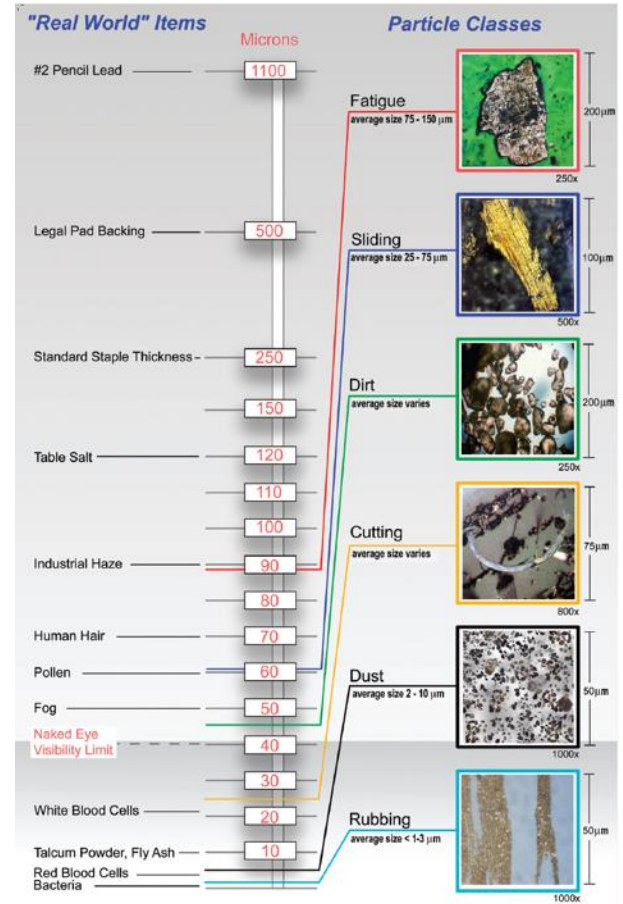 "Real World" Items
Particle Classes
Microns
#2 Pencil Lead
1100
Fatigue
average size 75 - 150 µm
200µm
250x
Legal Pad Backing
500
Sliding
average size 25 - 75 µm
100µm
500x
Standard Staple Thickness
250
150
Dirt
average size varies
200µm
250x
Table Salt
120
110
100
Cutting
average size varies
75µm
800x
Industrial Haze
90
80
Human Hair
70
Pollen
60
Dust
average size 2 - 10 µm
50µm
1000x
Fog
50
Naked Eye
Visibility Limit
40
30
White Blood Cells
20
Rubbing
average size < 1-3 µm
50µm
1000x
Talcum Powder, Fly Ash
10
Red Blood Cells
Bacteria